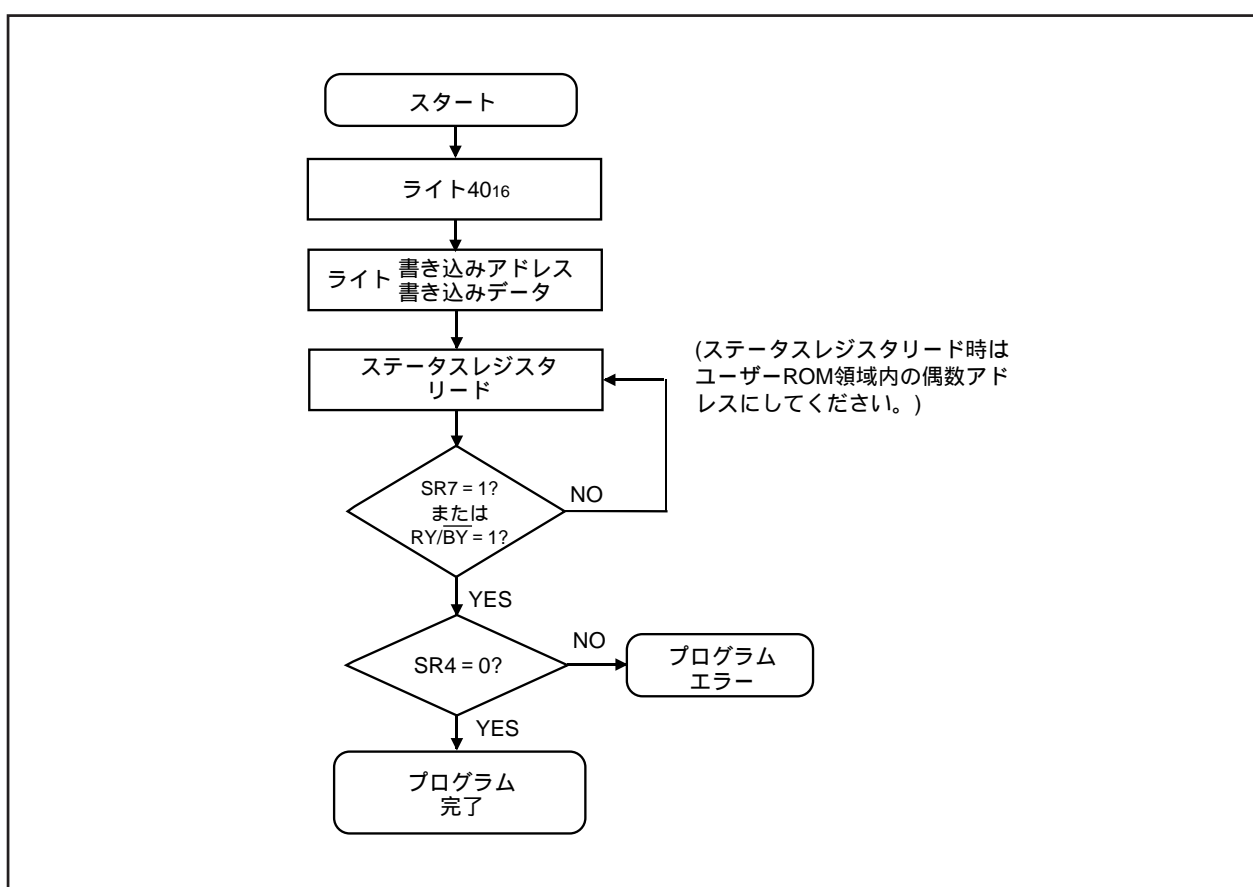 スタート
ライト4016
ライト 書き込みアドレス
書き込みデータ
ステータスレジスタ
リード
(ステータスレジスタリード時は
ユーザーROM領域内の偶数アド
レスにしてください。)
SR7 = 1?
または
RY/BY = 1?
NO
YES
SR4 = 0?
NO
プログラム
エラー
YES
プログラム
完了